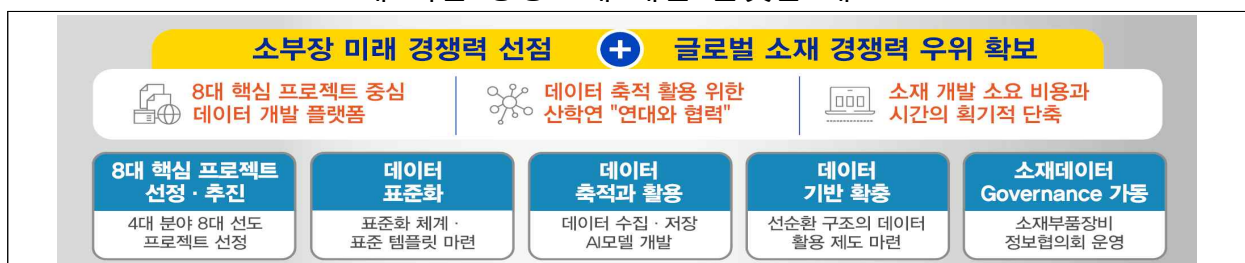 소부장 미래 경쟁력 선점 + 글로벌 소재 경쟁력 우위 확보
8대 핵심 프로젝트 중심
데이터 개발 플랫폼
데이터 축적 활용 위한
산학연 "연대와 협력"
소재 개발 소요 비용과
시간의 획기적 단축
8대 핵심 프로젝트
선정 · 추진
4대 분야 8대 선도
프로젝트 선정
데이터
표준화
표준화 체계 ·
표준 템플릿 마련
데이터
축적과 활용
데이터 수집 · 저장
AI모델 개발
데이터
기반 확충
선순환 구조의 데이터
활용 제도 마련
소재데이터
Governance 가동
소재부품장비
정보협의회 운영